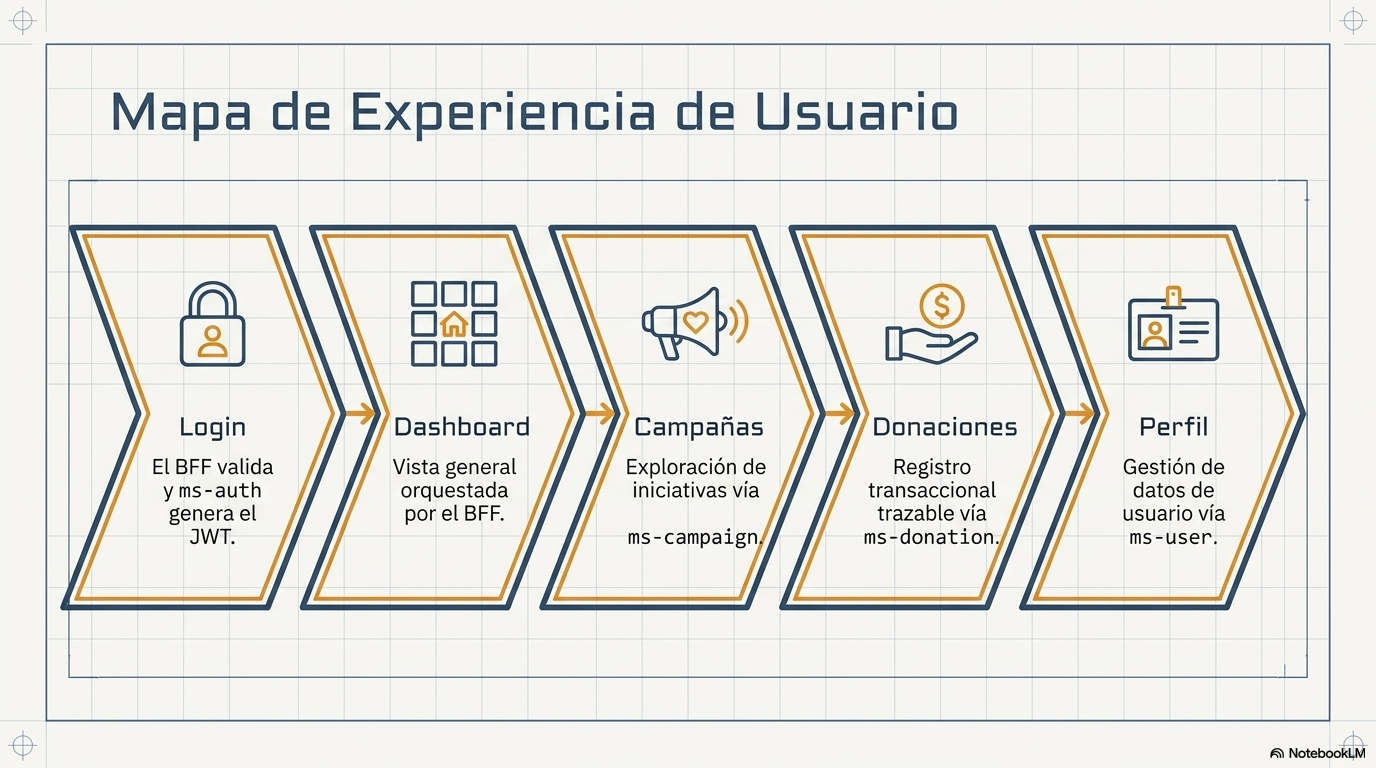 Mapa de Experiencia de Usuario
Login
El BFF valida
y ms-auth
genera el
JWT.
Dashboard
Vista general
orquestada
por el BFF.
Campañas
Exploración de
iniciativas vía
ms-campaign.
Donaciones
Registro
transaccional
trazable vía
ms-donation.
Perfil
Gestión de
datos de
usuario vía
ms-user.
$
NotebookLM